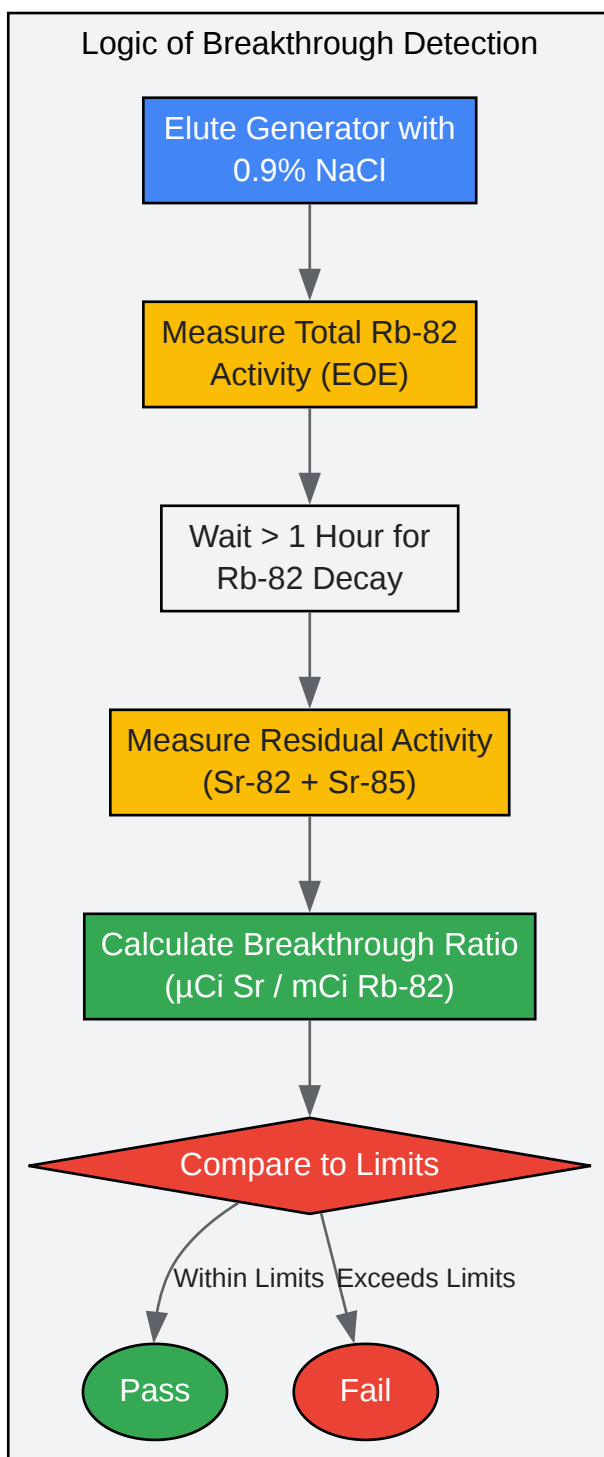 Logic of Breakthrough Detection
Elute Generator with
0.9% NaCl
Measure Total Rb-82
Activity (EOE)
Wait > 1 Hour for
Rb-82 Decay
Measure Residual Activity
(Sr-82 + Sr-85)
Calculate Breakthrough Ratio
(µCi Sr / mCi Rb-82)
Compare to Limits
Within Limits
Exceeds Limits
Pass
Fail